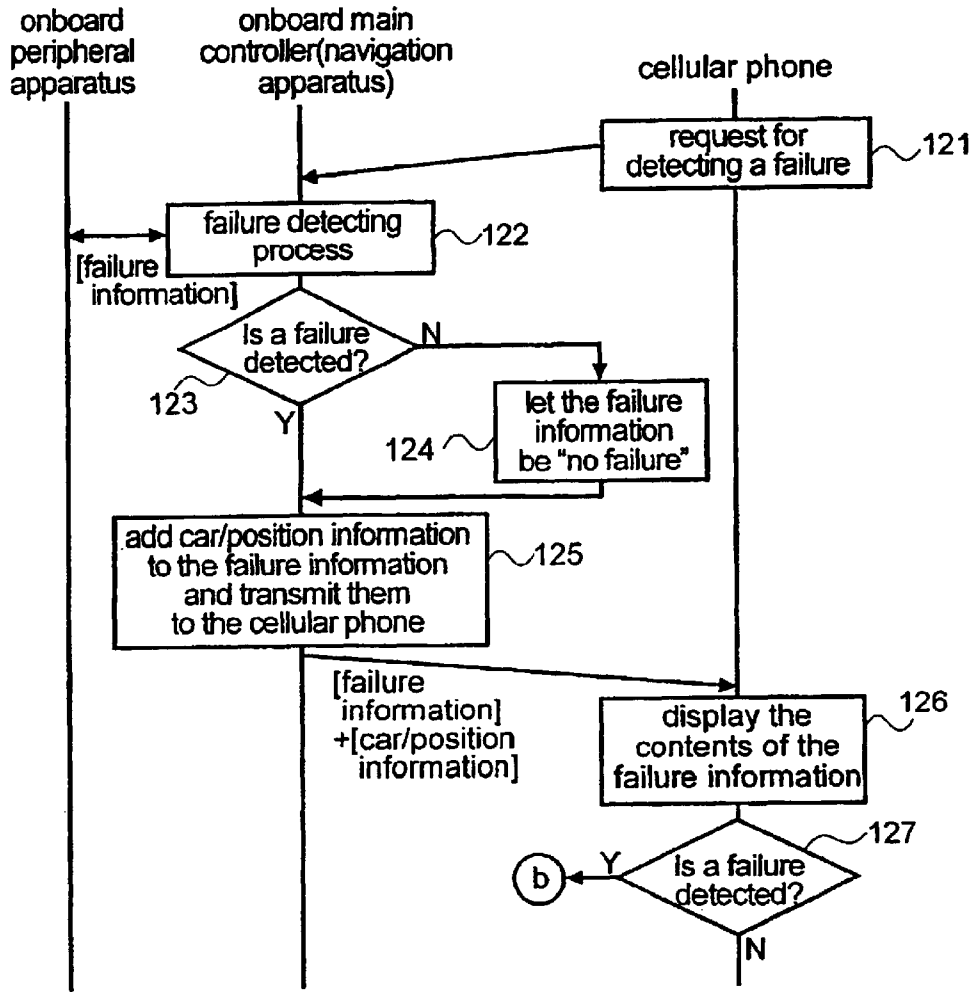 onboard
peripheral
apparatus
onboard main
controller(navigation
apparatus)
cellular phone
request for
detecting a failure
121
failure detecting
process
122
[failure
information]
Is a failure
detected?
N
123
Y
let the failure
information
be "no failure"
124
add car/position information
to the failure information
and transmit them
to the cellular phone
125
[failure
information]
+[car/position
information]
display the
contents of the
failure information
126
127
Is a failure
detected?
Y
b
N